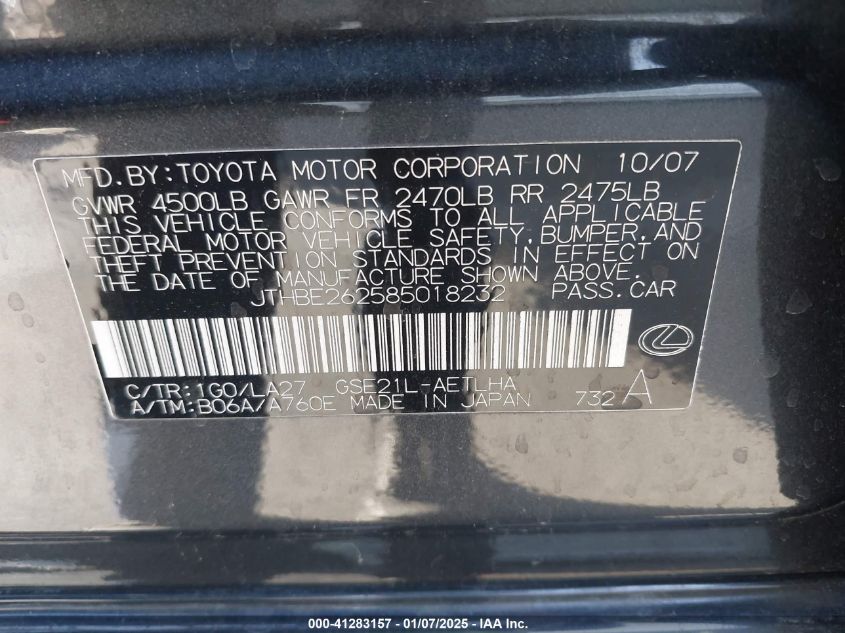 MFD.BY:TOYOTA MOTOR CORPORATION 10/07
GVWR 4500LB GAWR FR 2470LB RR 2475LB
THIS VEHICLE CONFORMS TO ALL APPLICABLE
FEDERAL MOTOR VEHICLE SAFETY,BUMPER,AND
THEFT PREVENTION STANDARDS IN EFFECT ON
THE DATE OF MANUFACTURE SHOWN ABOVE.
JTHBE262585018232 PASS.CAR
C/TR:1G0/LA27 GSE21L-AETLHA
A/TM:B06A/A760E MADE IN JAPAN 732 A
000-41283157 - 01/07/2025 - IAA Inc.